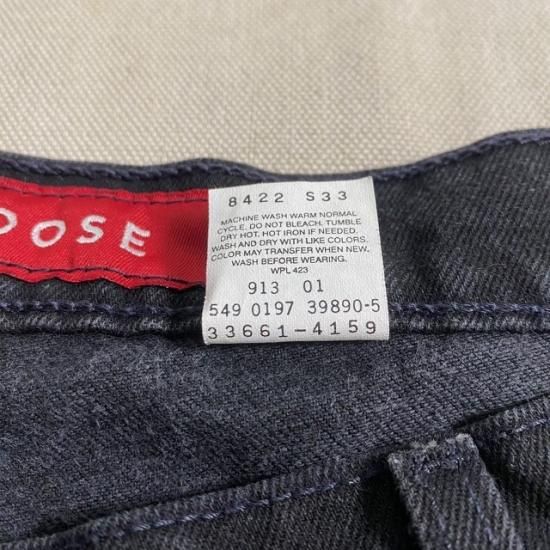 OOSE
8422 S33
MACHINE WASH WARM NORMAL
CYCLE. DO NOT BLEACH. TUMBLE
DRY HOT. HOT IRON IF NEEDED.
WASH AND DRY WITH LIKE COLORS.
COLOR MAY TRANSFER WHEN NEW.
WASH BEFORE WEARING.
WPL 423
913 01
549 0197 39890-5
33661-4159